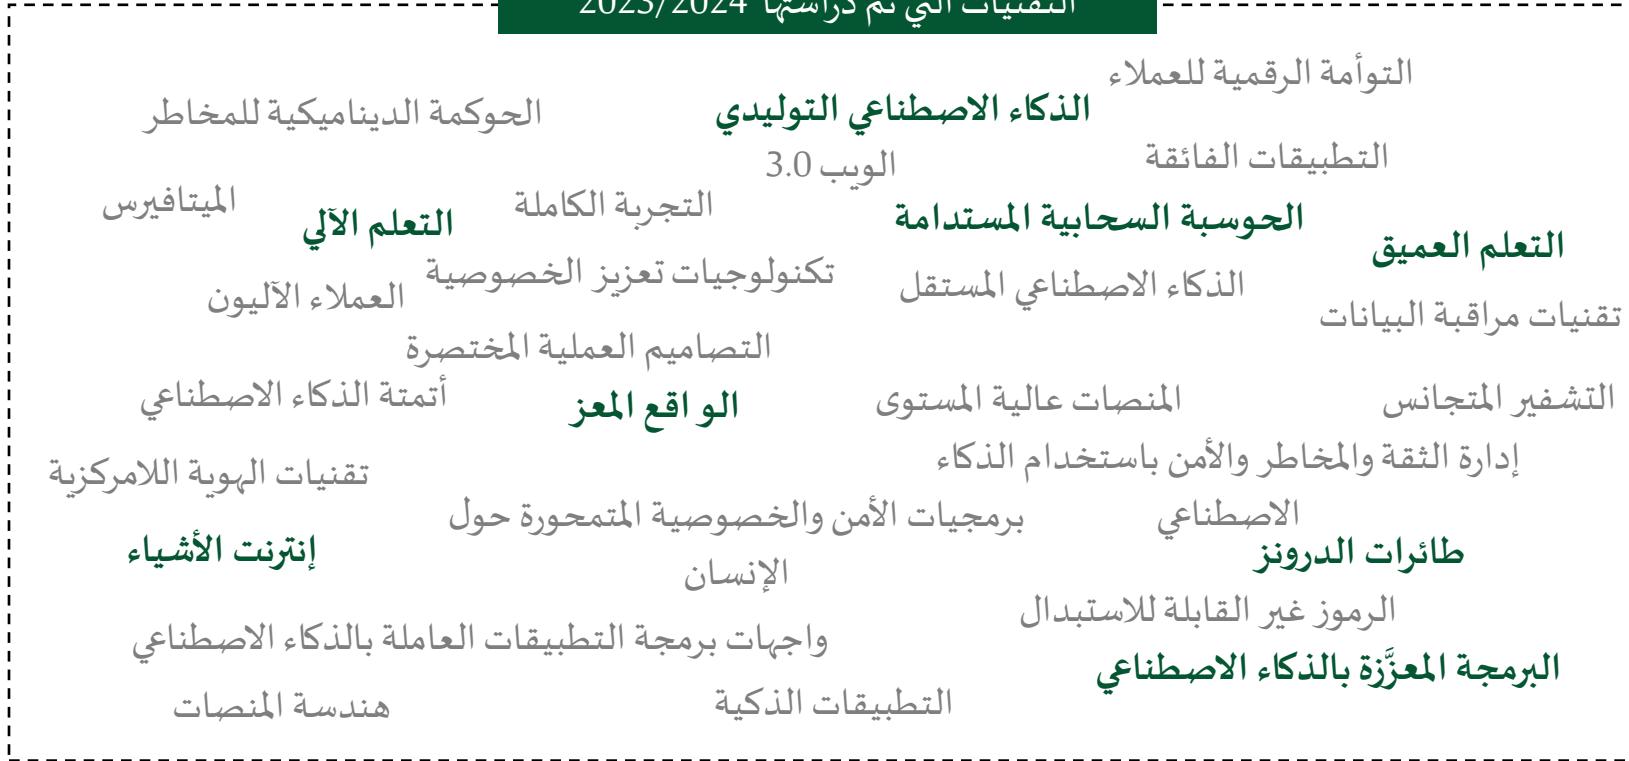 التقنيات التي تم دراستها 2023/2024
التوأمة الرقمية للعملاء
الذكاء الاصطناعي التوليدي
الحوكمة الديناميكية للمخاطر
التطبيقات الفائقة
الويب 3.0
التجربة الكاملة
الميتافيرس
الحوسبة السحابية المستدامة
التعلم الآلي
التعلم العميق
تكنولوجيات تعزيز الخصوصية
الذكاء الاصطناعي المستقل
العملاء الآليون
تقنيات مراقبة البيانات
التصاميم العملية المختصرة
التشفير المتجانس
المنصات عالية المستوى
الو اقع المعز
أتمتة الذكاء الاصطناعي
إدارة الثقة والمخاطر والأمن باستخدام الذكاء
الاصطناعي
تقنيات الهوية اللامركزية
برمجيات الأمن والخصوصية المتمحورة حول
الإنسان
طائرات الدرونز
إنترنت الأشياء
الرموز غير القابلة للاستبدال
واجهات برمجة التطبيقات العاملة بالذكاء الاصطناعي
البرمجة المعزَّزة بالذكاء الاصطناعي
التطبيقات الذكية
هندسة المنصات